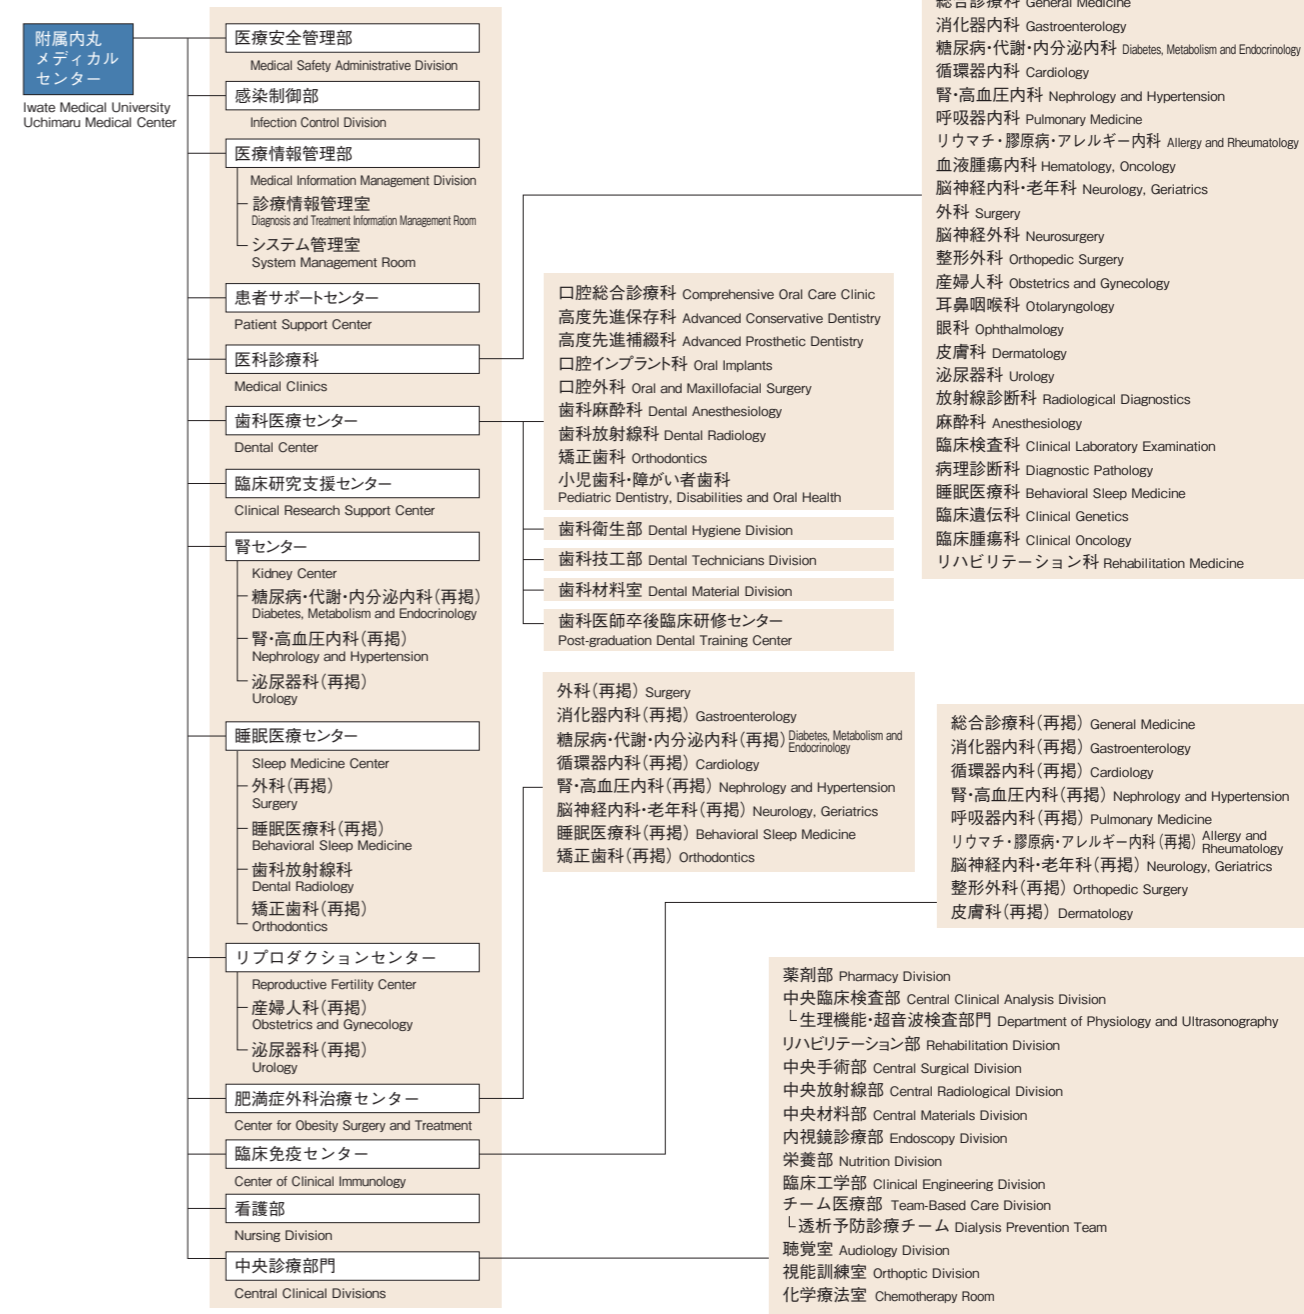 附属内丸
メディカル
センター
Iwate Medical University
Uchimaru Medical Center
医療安全管理部
Medical Safety Administrative Division
感染制御部
Infection Control Division
医療情報管理部
Medical Information Management Division
診療情報管理室
Diagnosis and Treatment Information Management Room
システム管理室
System Management Room
患者サポートセンター
Patient Support Center
医科診療科
Medical Clinics
歯科医療センター
Dental Center
臨床研究支援センター
Clinical Research Support Center
腎センター
Kidney Center
糖尿病・代謝・内分泌内科(再掲)
Diabetes, Metabolism and Endocrinology
腎・高血圧内科(再掲)
Nephrology and Hypertension
泌尿器科(再掲)
Urology
睡眠医療センター
Sleep Medicine Center
外科(再掲)
Surgery
睡眠医療科(再掲)
Behavioral Sleep Medicine
歯科放射線科
Dental Radiology
矯正歯科(再掲)
Orthodontics
リプロダクションセンター
Reproductive Fertility Center
産婦人科(再掲)
Obstetrics and Gynecology
泌尿器科(再掲)
Urology
肥満症外科治療センター
Center for Obesity Surgery and Treatment
臨床免疫センター
Center of Clinical Immunology
看護部
Nursing Division
中央診療部門
Central Clinical Divisions
総合診療科 General Medicine
消化器内科 Gastroenterology
糖尿病・代謝・内分泌内科 Diabetes, Metabolism and Endocrinology
循環器内科 Cardiology
腎・高血圧内科 Nephrology and Hypertension
呼吸器内科 Pulmonary Medicine
リウマチ・膠原病・アレルギー内科 Allergy and Rheumatology
血液腫瘍内科 Hematology, Oncology
脳神経内科・老年科 Neurology, Geriatrics
外科 Surgery
脳神経外科 Neurosurgery
整形外科 Orthopedic Surgery
産婦人科 Obstetrics and Gynecology
耳鼻咽喉科 Otolaryngology
眼科 Ophthalmology
皮膚科 Dermatology
泌尿器科 Urology
放射線診断科 Radiological Diagnostics
麻酔科 Anesthesiology
臨床検査科 Clinical Laboratory Examination
病理診断科 Diagnostic Pathology
睡眠医療科 Behavioral Sleep Medicine
臨床遺伝科 Clinical Genetics
臨床腫瘍科 Clinical Oncology
リハビリテーション科 Rehabilitation Medicine
口腔総合診療科 Comprehensive Oral Care Clinic
高度先進保存科 Advanced Conservative Dentistry
高度先進補綴科 Advanced Prosthetic Dentistry
口腔インプラント科 Oral Implants
口腔外科 Oral and Maxillofacial Surgery
歯科麻酔科 Dental Anesthesiology
歯科放射線科 Dental Radiology
矯正歯科 Orthodontics
小児歯科・障がい者歯科
Pediatric Dentistry, Disabilities and Oral Health
歯科衛生部 Dental Hygiene Division
歯科技工部 Dental Technicians Division
歯科材料室 Dental Material Division
歯科医師卒後臨床研修センター
Post-graduation Dental Training Center
外科(再掲) Surgery
消化器内科(再掲) Gastroenterology
糖尿病・代謝・内分泌内科(再掲) Diabetes, Metabolism and
Endocrinology
循環器内科(再掲) Cardiology
腎・高血圧内科(再掲) Nephrology and Hypertension
脳神経内科・老年科(再掲) Neurology, Geriatrics
睡眠医療科(再掲) Behavioral Sleep Medicine
矯正歯科(再掲) Orthodontics
総合診療科(再掲) General Medicine
消化器内科(再掲) Gastroenterology
循環器内科(再掲) Cardiology
腎・高血圧内科(再掲) Nephrology and Hypertension
呼吸器内科(再掲) Pulmonary Medicine
リウマチ・膠原病・アレルギー内科(再掲) Allergy and
Rheumatology
脳神経内科・老年科(再掲) Neurology, Geriatrics
整形外科(再掲) Orthopedic Surgery
皮膚科(再掲) Dermatology
薬剤部 Pharmacy Division
中央臨床検査部 Central Clinical Analysis Division
└生理機能・超音波検査部門 Department of Physiology and Ultrasonography
リハビリテーション部 Rehabilitation Division
中央手術部 Central Surgical Division
中央放射線部 Central Radiological Division
中央材料部 Central Materials Division
内視鏡診療部 Endoscopy Division
栄養部 Nutrition Division
臨床工学部 Clinical Engineering Division
チーム医療部 Team-Based Care Division
└透析予防診療チーム Dialysis Prevention Team
聴覚室 Audiology Division
視能訓練室 Orthoptic Division
化学療法室 Chemotherapy Room